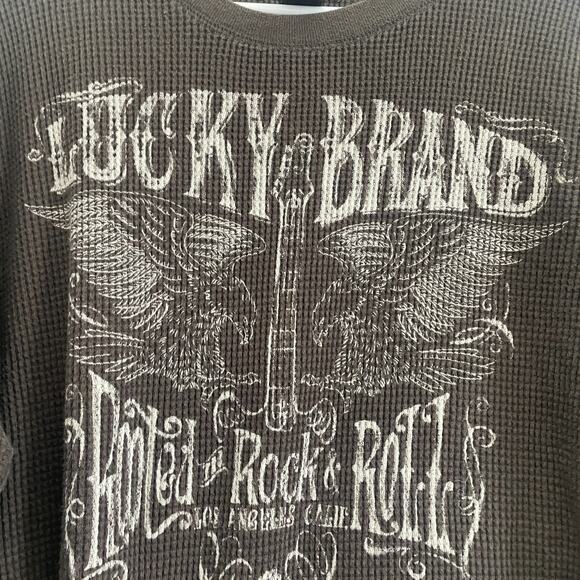 LUCKY BRAND
Rooted IN Rock & Roll
LOS ANGELES CALIF